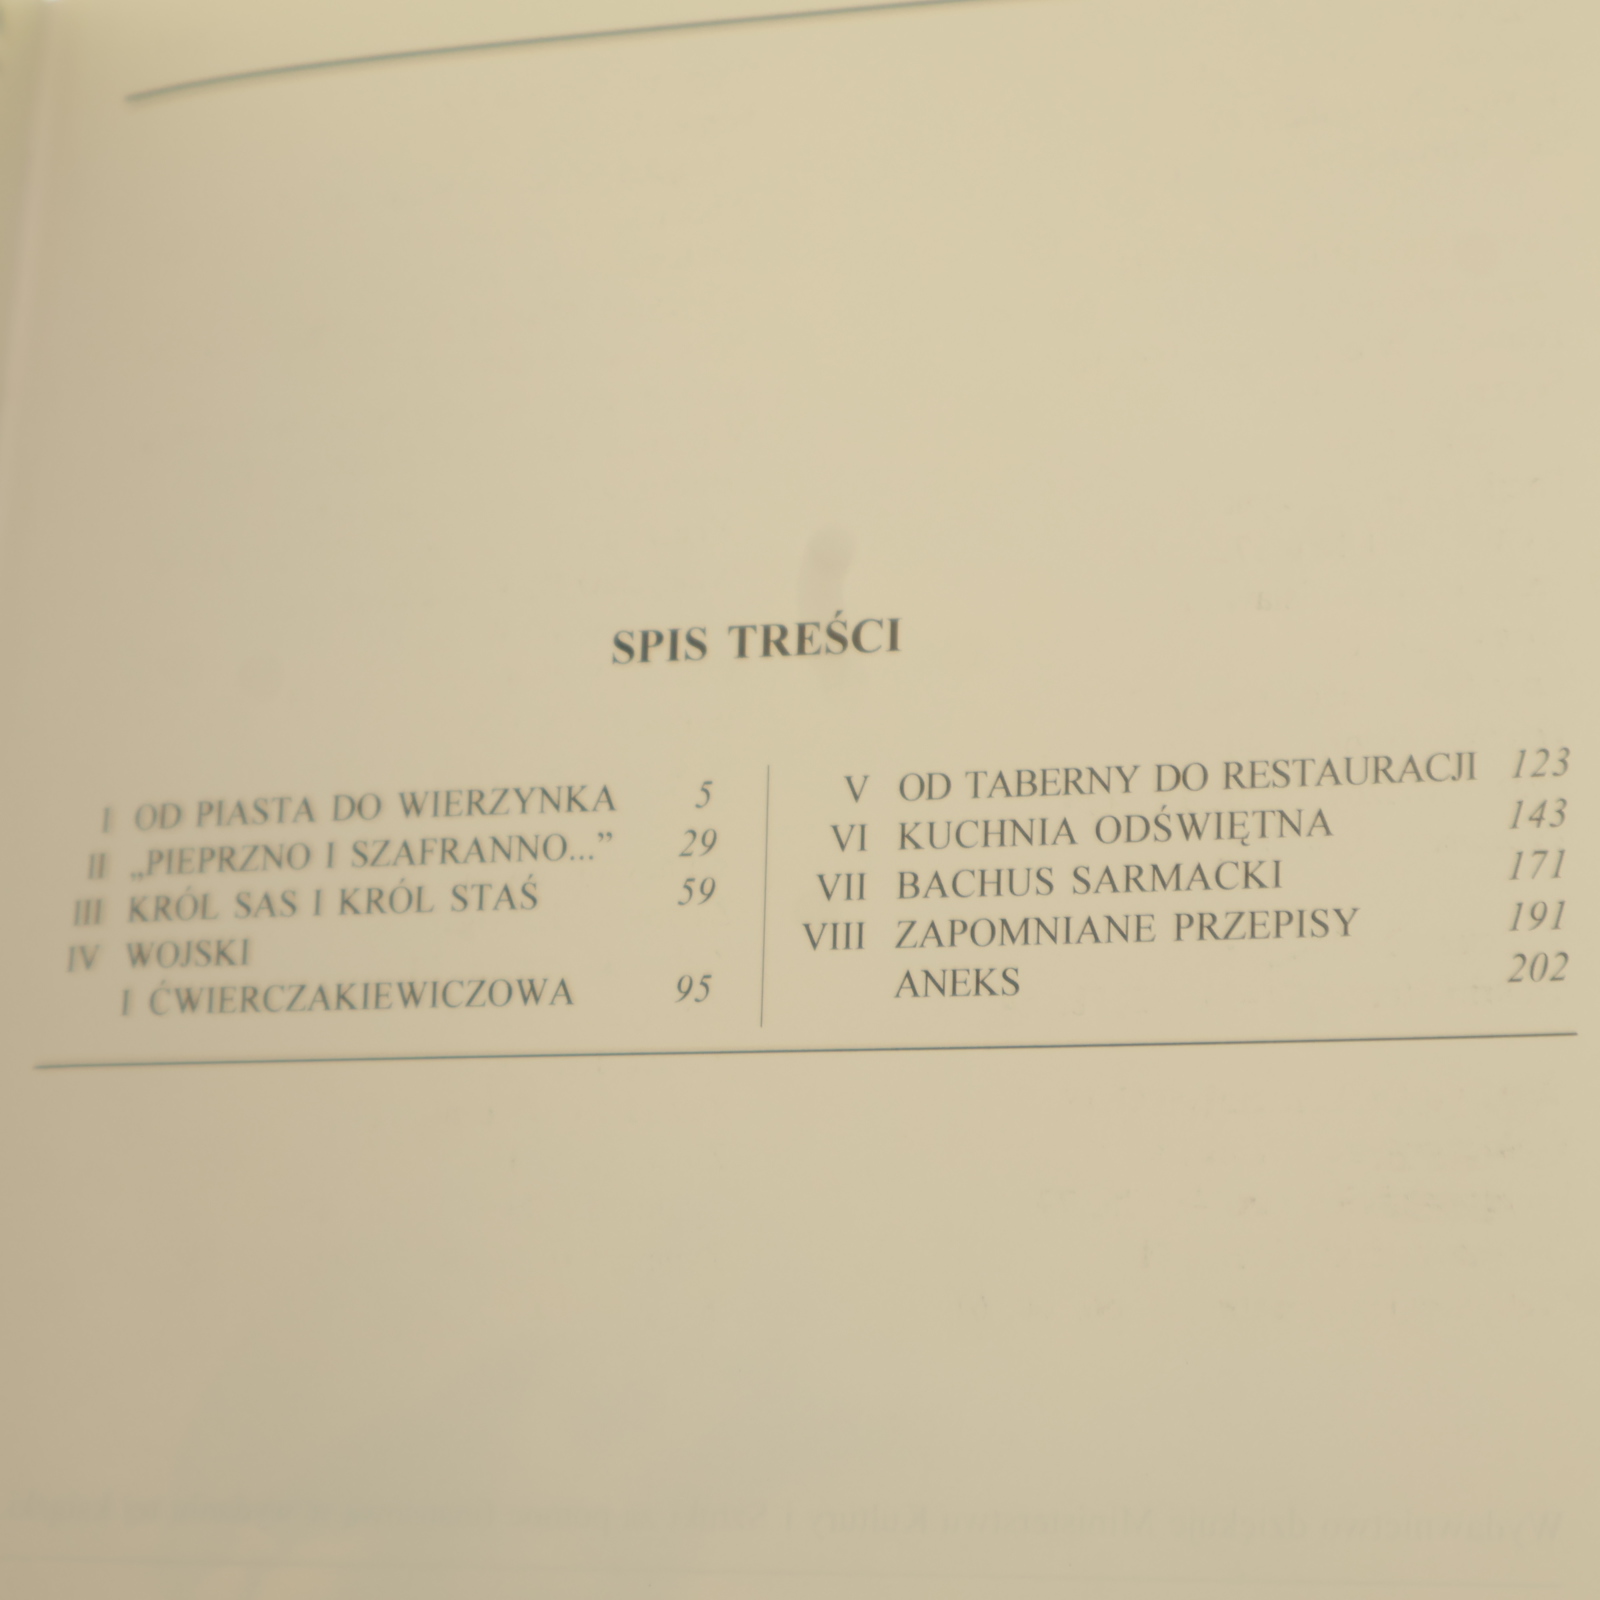 SPIS TREŚCI
I OD PIASTA DO WIERZYNKA 5
II „PIEPRZNO I SZAFRANNO...” 29
III KRÓL SAS I KRÓL STAŚ 59
IV WOJSKI
I ĆWIERCZAKIEWICZOWA 95
V OD TABERNY DO RESTAURACJI 123
VI KUCHNIA ODŚWIĘTNA 143
VII BACHUS SARMACKI 171
VIII ZAPOMNIANE PRZEPISY 191
ANEKS 202